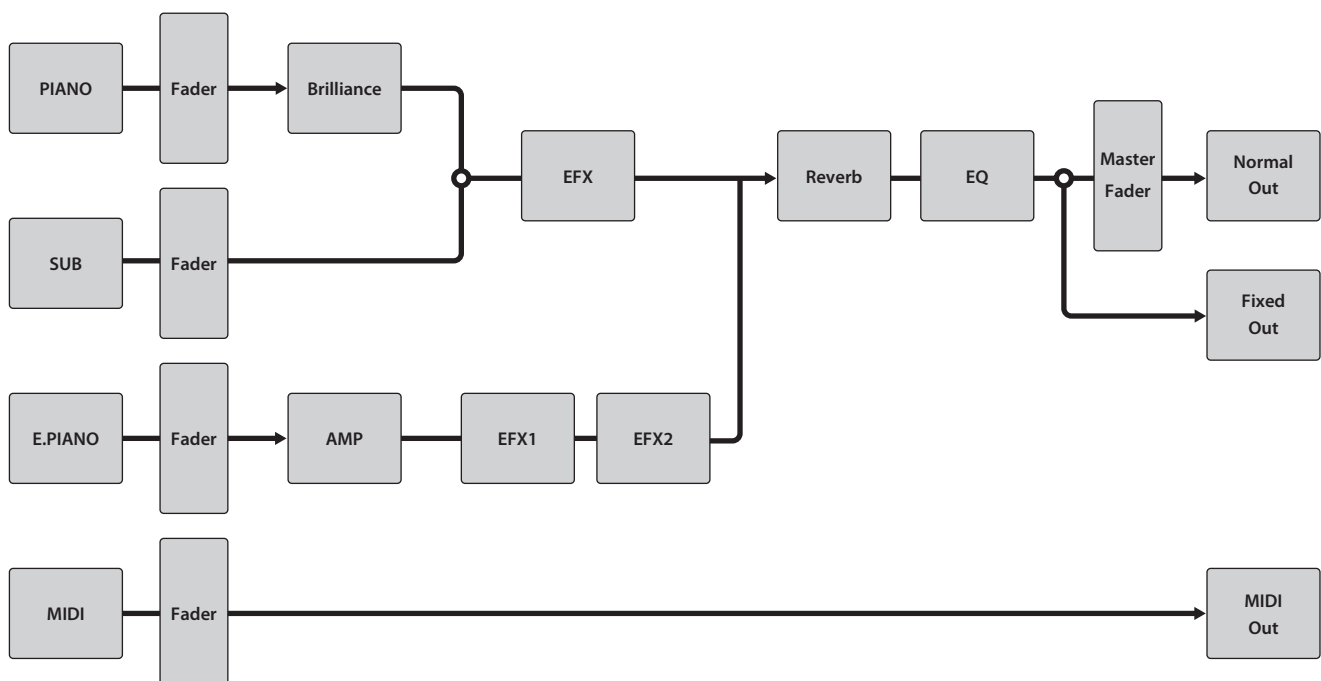 PIANO
Fader
Brilliance
SUB
Fader
EFX
Reverb
EQ
Master
Fader
Normal
Out
Fixed
Out
E.PIANO
Fader
AMP
EFX1
EFX2
MIDI
Fader
MIDI
Out